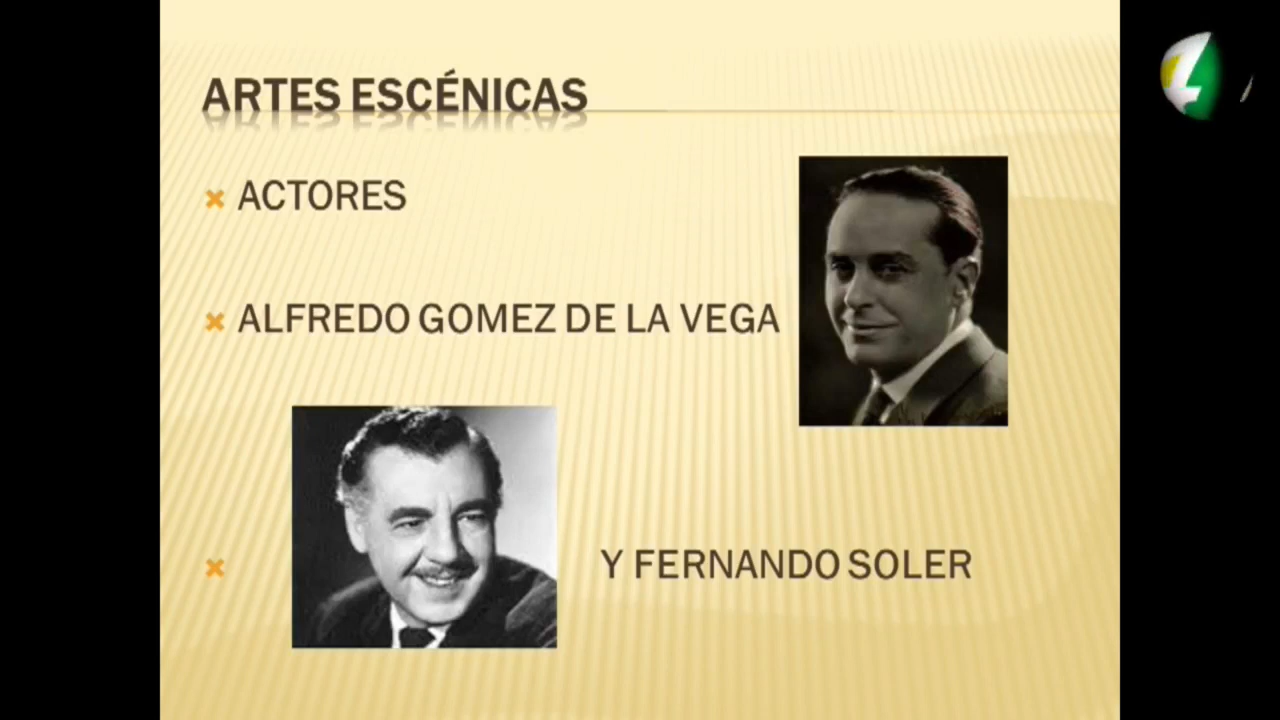 ARTES ESCÉNICAS
ACTORES
ALFREDO GOMEZ DE LA VEGA
Y FERNANDO SOLER